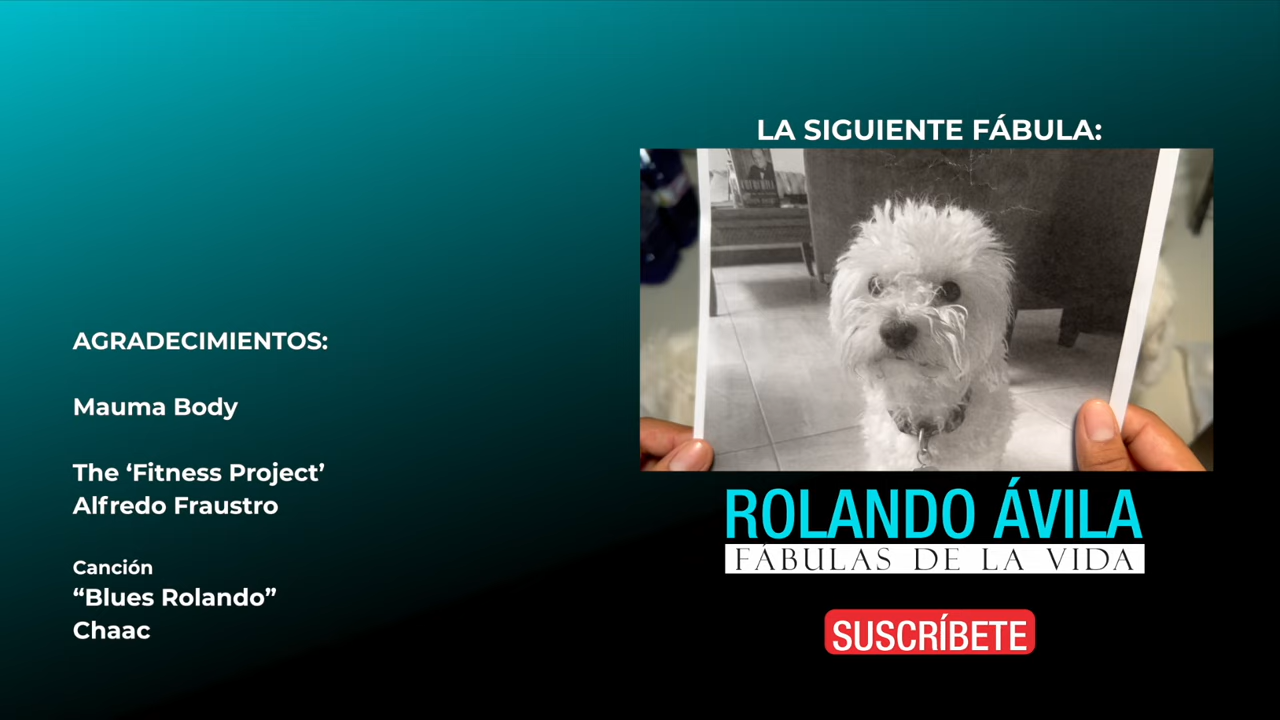 LA SIGUIENTE FÁBULA:
AGRADECIMIENTOS:
Mauma Body
The ‘Fitness Project’
Alfredo Fraustro
Canción
“Blues Rolando”
Chaac
ROLANDO ÁVILA
FÁBULAS DE LA VIDA
SUSCRÍBETE